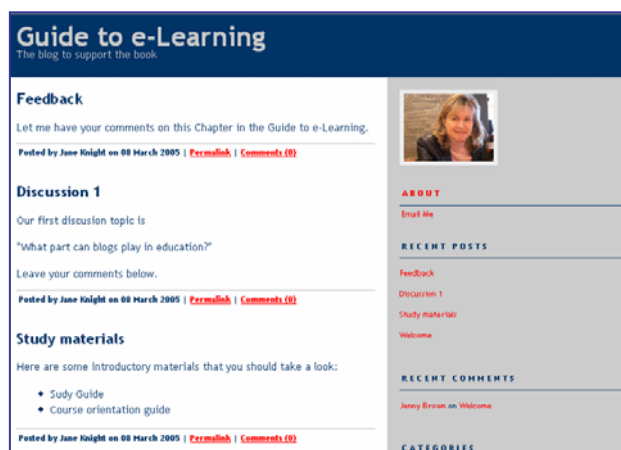 Guide to e-Learning
The blog to support the book
Feedback
Let me have your comments on this Chapter in the Guide to e-Learning.
Posted by Jane Knight on 08 March 2005 | Permalink | Comments (0)
Discussion 1
Our first discusion topic is
"What part can blogs play in education?"
Leave your comments below.
Posted by Jane Knight on 08 March 2005 | Permalink | Comments (0)
Study materials
Here are some introductory materials that you should take a look:
Sudy Guide
Course orientation guide
Posted by Jane Knight on 08 March 2005 | Permalink | Comments (0)
ABOUT
Email Me
RECENT POSTS
Feedback
Discussion 1
Study materials
Welcome
RECENT COMMENTS
Jenny Brown on Welcome
CATEGORIES